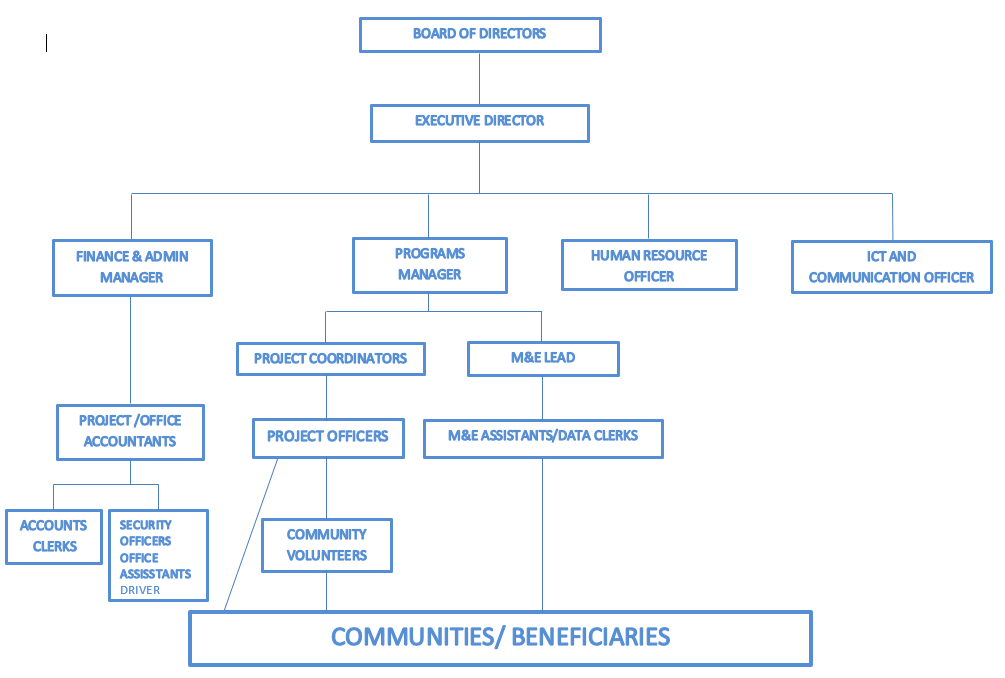 BOARD OF DIRECTORS
EXECUTIVE DIRECTOR
FINANCE & ADMIN
MANAGER
PROGRAMS
MANAGER
HUMAN RESOURCE
OFFICER
ICT AND
COMMUNICATION OFFICER
PROJECT COORDINATORS
M&E LEAD
PROJECT /OFFICE
ACCOUNTANTS
PROJECT OFFICERS
M&E ASSISTANTS/DATA CLERKS
ACCOUNTS
CLERKS
SECURITY
OFFICERS
OFFICE
ASSISSTANTS
DRIVER
COMMUNITY
VOLUNTEERS
COMMUNITIES/ BENEFICIARIES